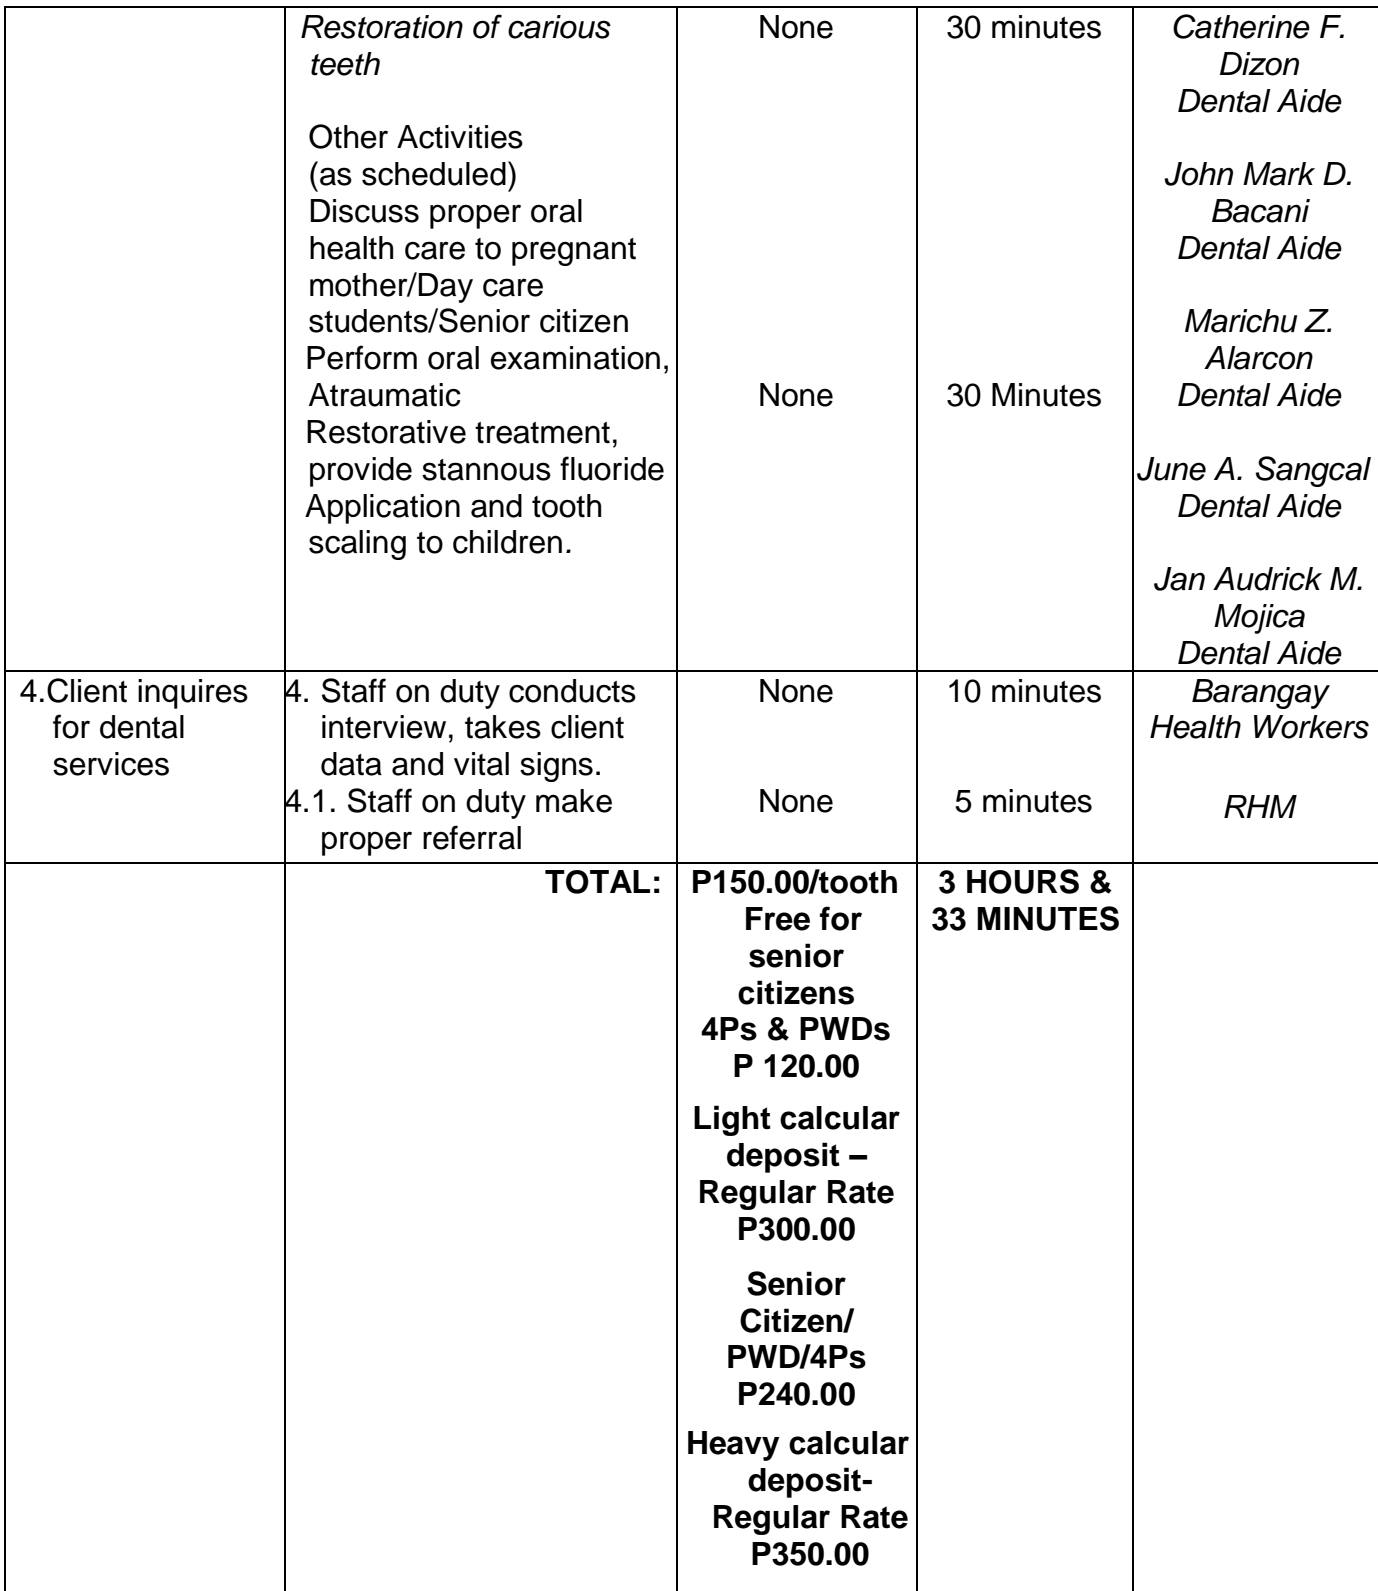 Restoration of carious
teeth
None
30 minutes
Catherine F.
Dizon
Dental Aide
Other Activities
(as scheduled)
Discuss proper oral
health care to pregnant
mother/Day care
students/Senior citizen
Perform oral examination,
Atraumatic
Restorative treatment,
provide stannous fluoride
Application and tooth
scaling to children.
None
30 Minutes
John Mark D.
Bacani
Dental Aide
Marichu Z.
Alarcon
Dental Aide
June A. Sangcal
Dental Aide
Jan Audrick M.
Mojica
Dental Aide
4.Client inquires
for dental
services
4. Staff on duty conducts
interview, takes client
data and vital signs.
None
10 minutes
Barangay
Health Workers
4.1. Staff on duty make
proper referral
None
5 minutes
RHM
TOTAL:
P150.00/tooth
Free for
senior
citizens
4Ps & PWDs
P 120.00
Light calcular
deposit –
Regular Rate
P300.00
Senior
Citizen/
PWD/4Ps
P240.00
Heavy calcular
deposit-
Regular Rate
P350.00
3 HOURS &
33 MINUTES